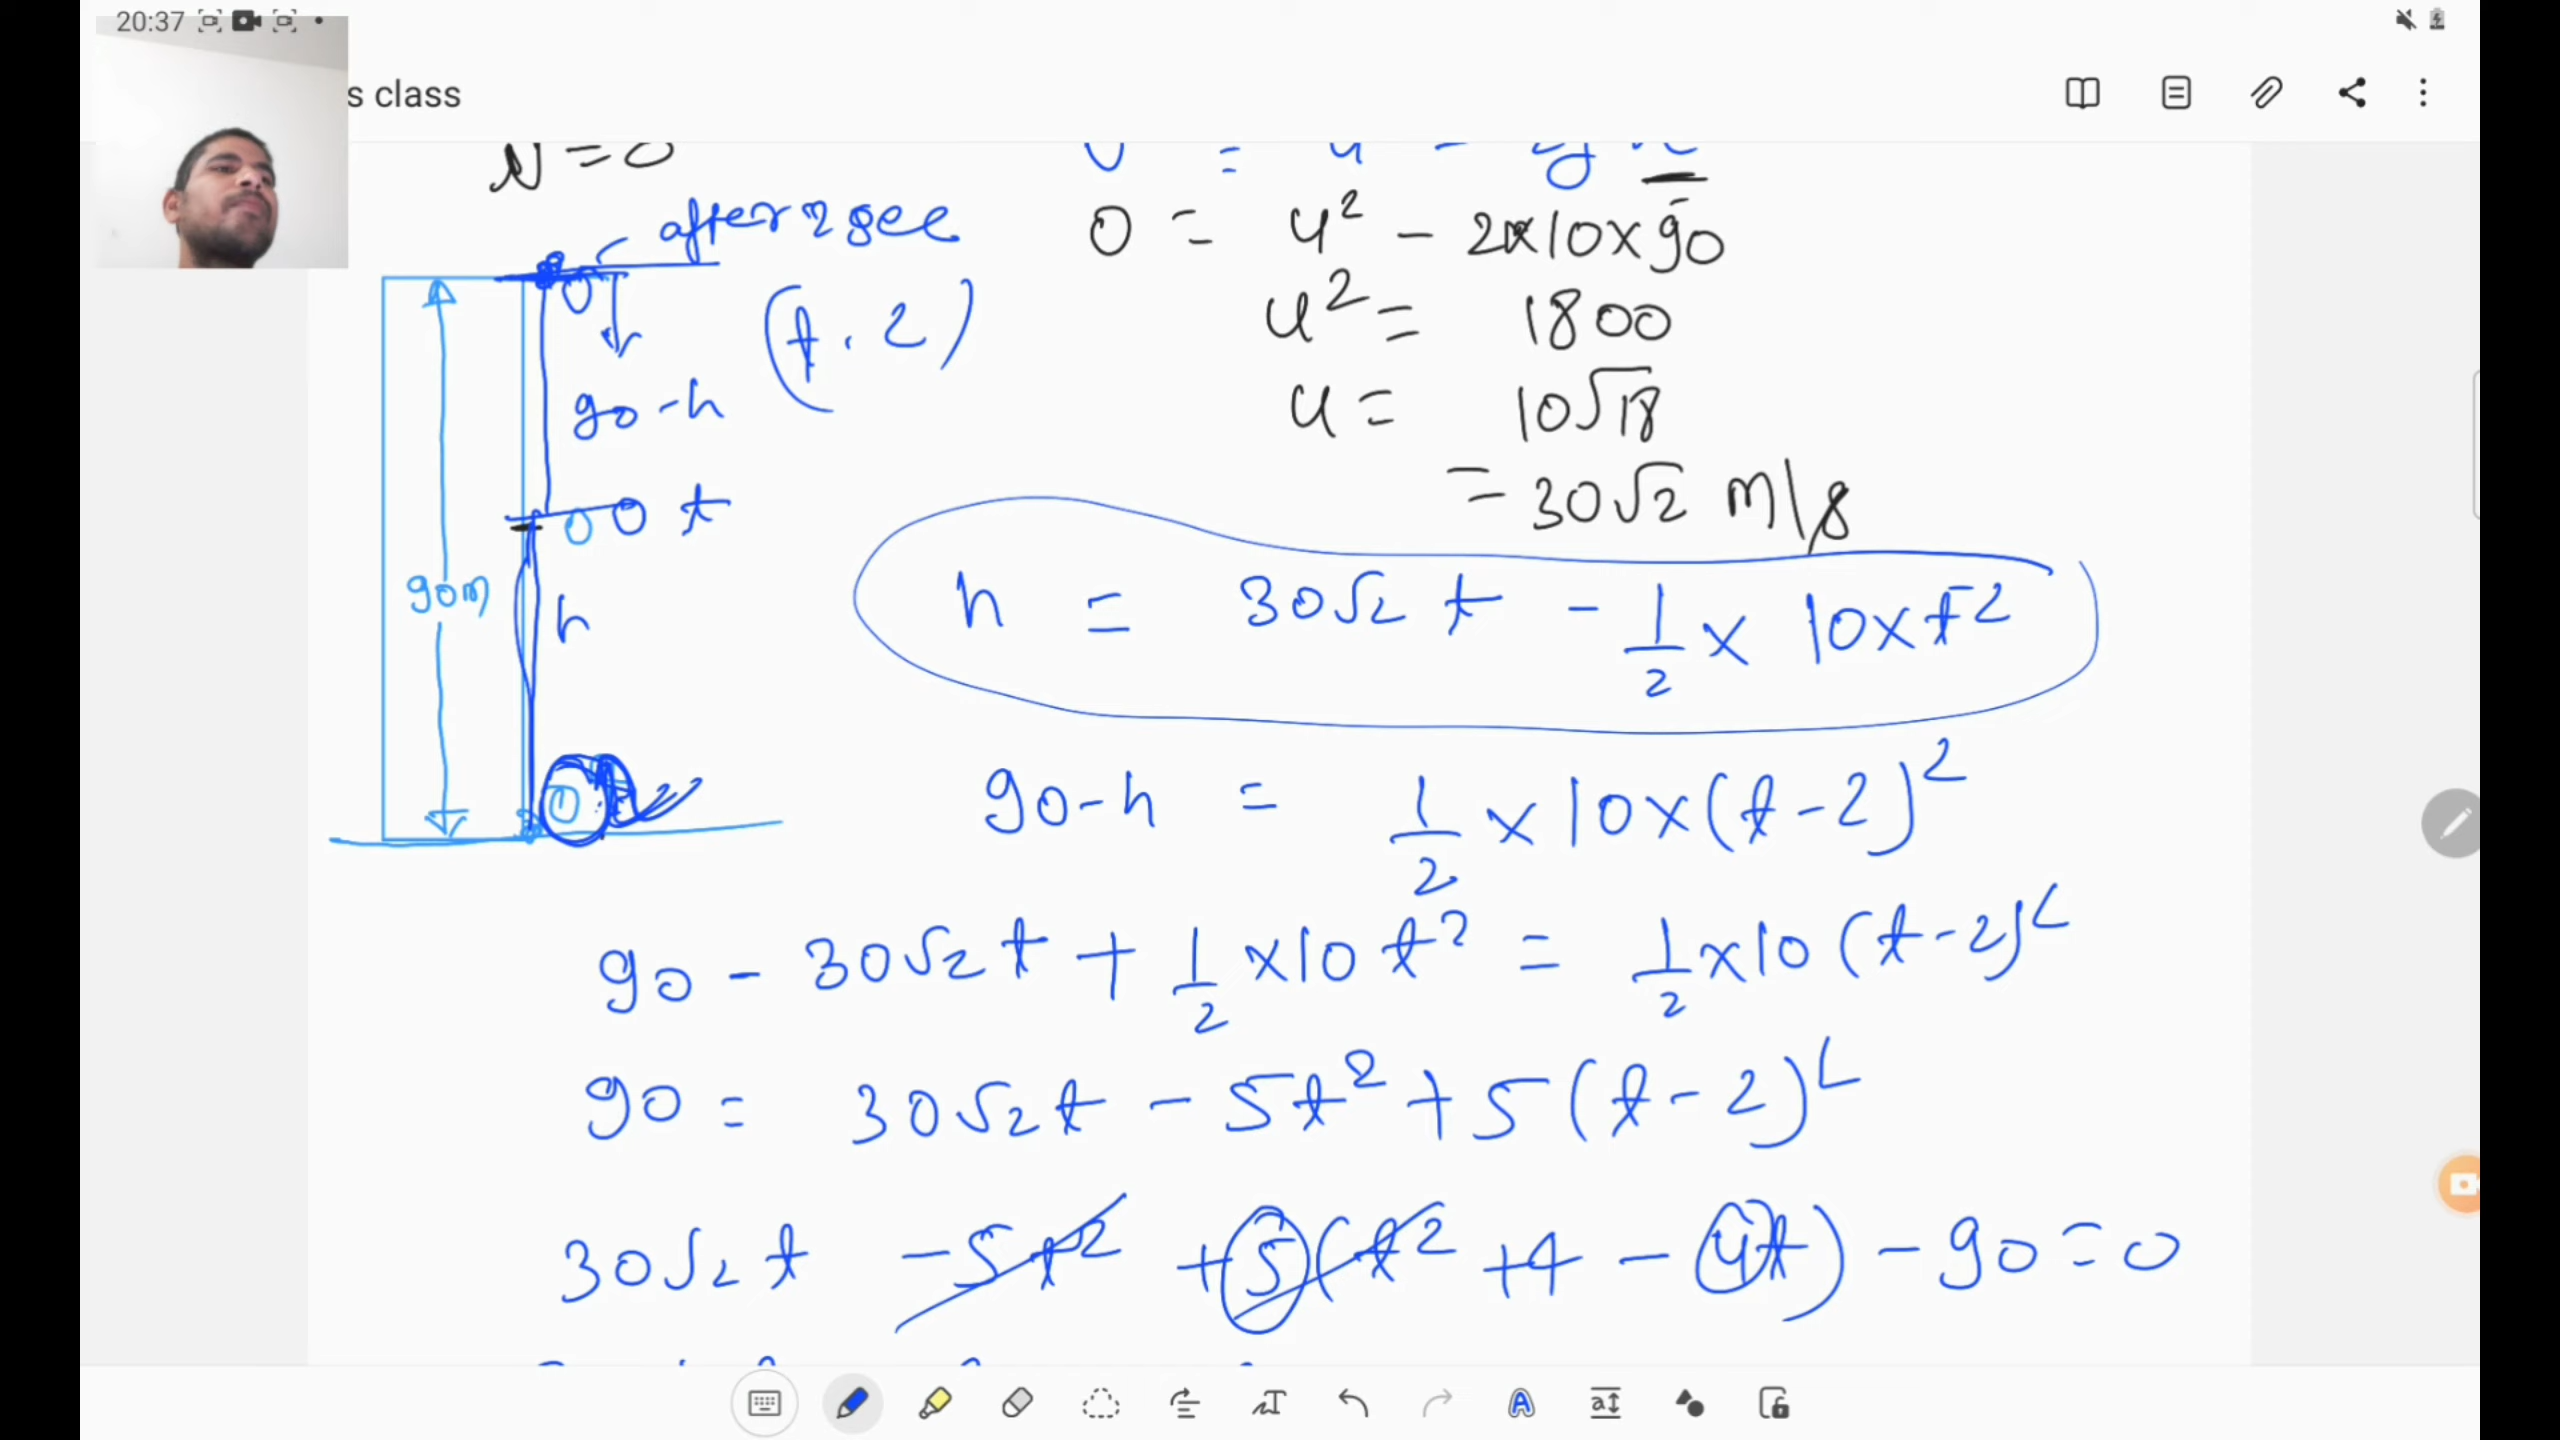 20:37
s class
v = 0
after 2 sec
0 = u² - 2×10×90
(t, 2)
u² = 1800
90-h
u = 10√18
t
= 30√2 m/s
90m
h
h = 30√2 t - 1/2 × 10×t²
90-h = 1/2 × 10×(t-2)²
90 - 30√2 t + 1/2 ×10 t² = 1/2 ×10 (t-2)²
90 = 30√2 t - 5t² + 5(t-2)²
30√2 t -5t² +5(t² +4 - 4t) - 90=0